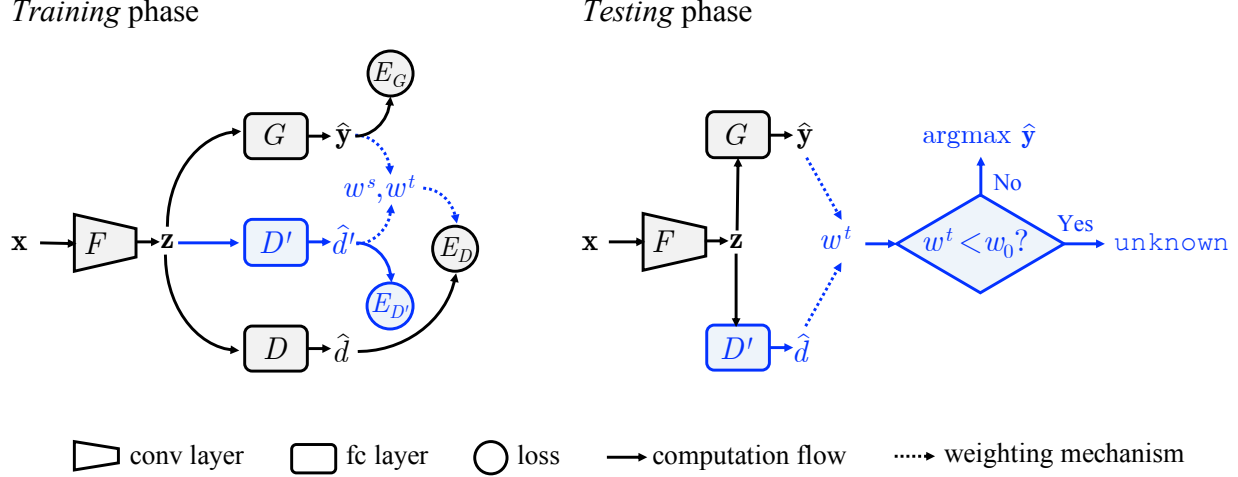 Training phase
Testing phase
E_G
G
ŷ
w^s, w^t
x
F
z
D'
d̂'
E_D
E_{D'}
D
d̂
G
ŷ
argmax ŷ
No
x
F
z
w^t
w^t < w_0?
Yes
unknown
D'
d̂
conv layer
fc layer
loss
computation flow
weighting mechanism